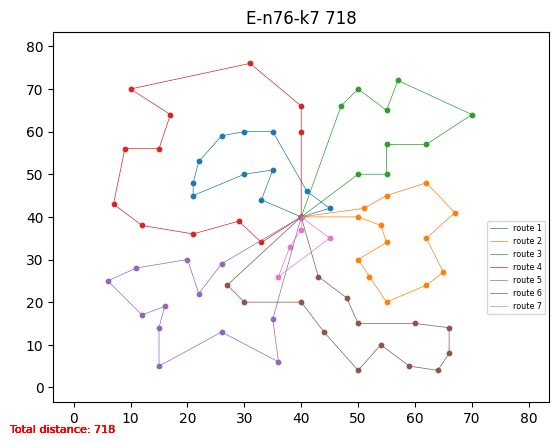 E-n76-k7 718
80
70
60
50
40
30
20
10
0
route 1
route 2
route 3
route 4
route 5
route 6
route 7
0 10 20 30 40 50 60 70 80
Total distance: 718